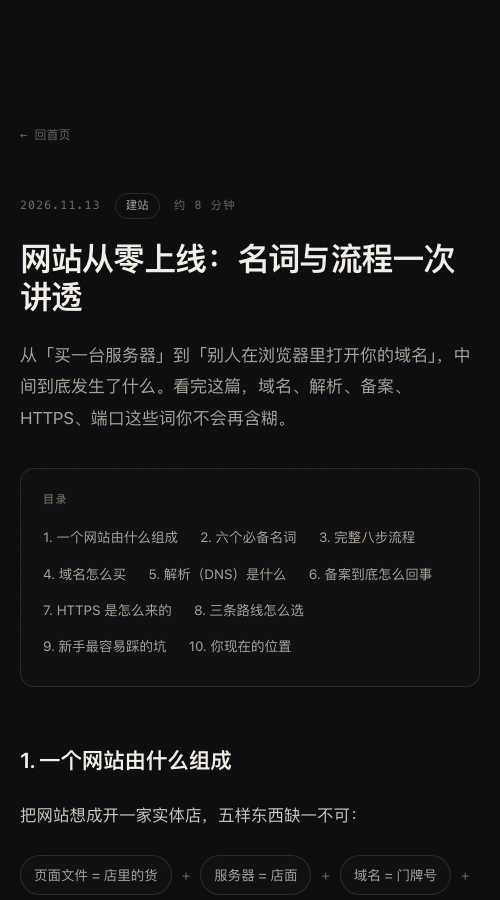 ← 回首页
2026.11.13 建站 约 8 分钟
网站从零上线：名词与流程一次
讲透
从「买一台服务器」到「别人在浏览器里打开你的域名」，中
间到底发生了什么。看完这篇，域名、解析、备案、
HTTPS、端口这些词你不会再含糊。
目录
1. 一个网站由什么组成 2. 六个必备名词 3. 完整八步流程
4. 域名怎么买 5. 解析（DNS）是什么 6. 备案到底怎么回事
7. HTTPS 是怎么来的 8. 三条路线怎么选
9. 新手最容易踩的坑 10. 你现在的位置
1. 一个网站由什么组成
把网站想成开一家实体店，五样东西缺一不可：
页面文件 = 店里的货 + 服务器 = 店面 + 域名 = 门牌号 +